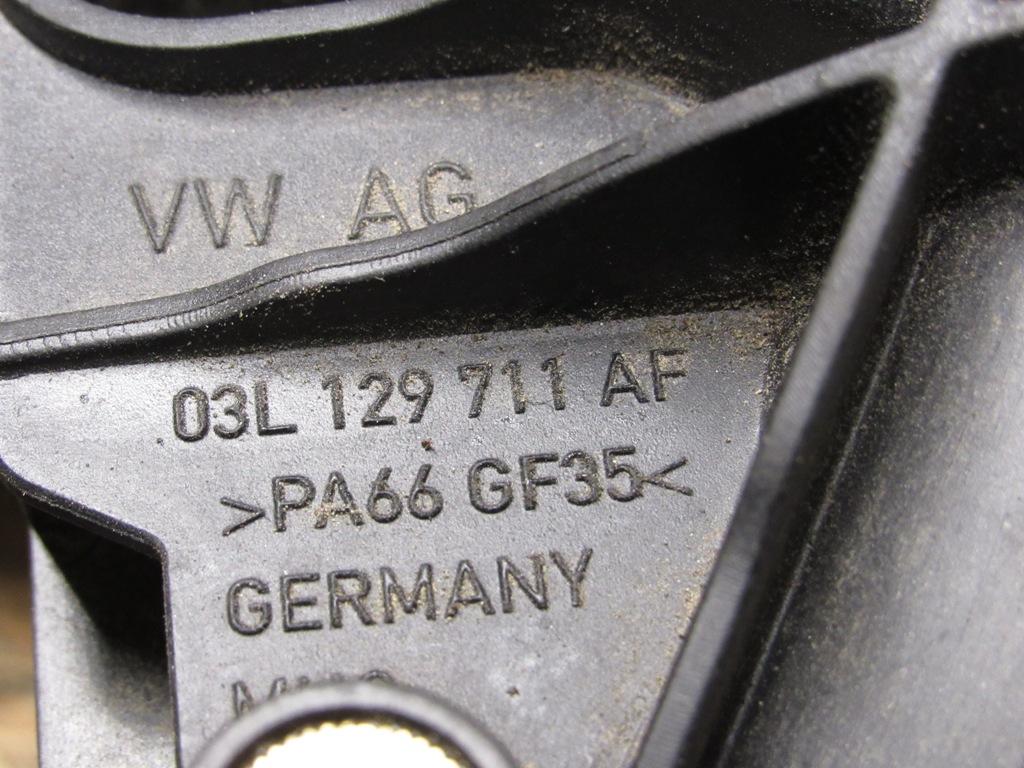 VW AG
03L 129 711 AF
>PA66 GF35<
GERMANY